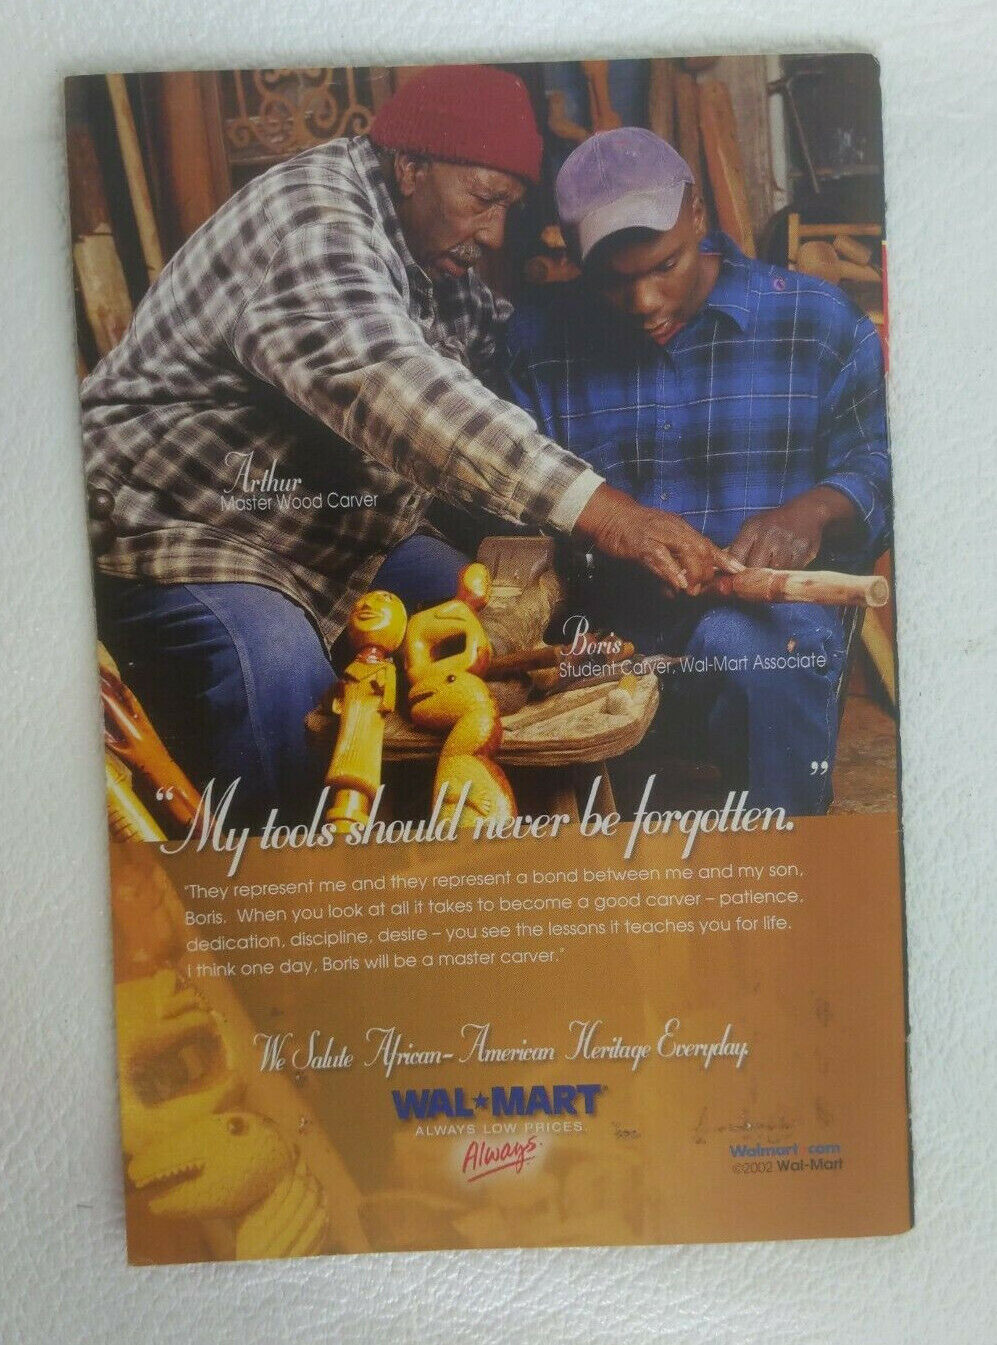 Arthur
Master Wood Carver
Boris
Student Carver, Wal-Mart Associate
“My tools should never be forgotten.”
"They represent me and they represent a bond between me and my son,
Boris. When you look at all it takes to become a good carver – patience,
dedication, discipline, desire – you see the lessons it teaches you for life.
I think one day, Boris will be a master carver."
We Salute African-American Heritage Everyday.
WAL★MART®
ALWAYS LOW PRICES.
Always.
Walmart.com
©2002 Wal-Mart